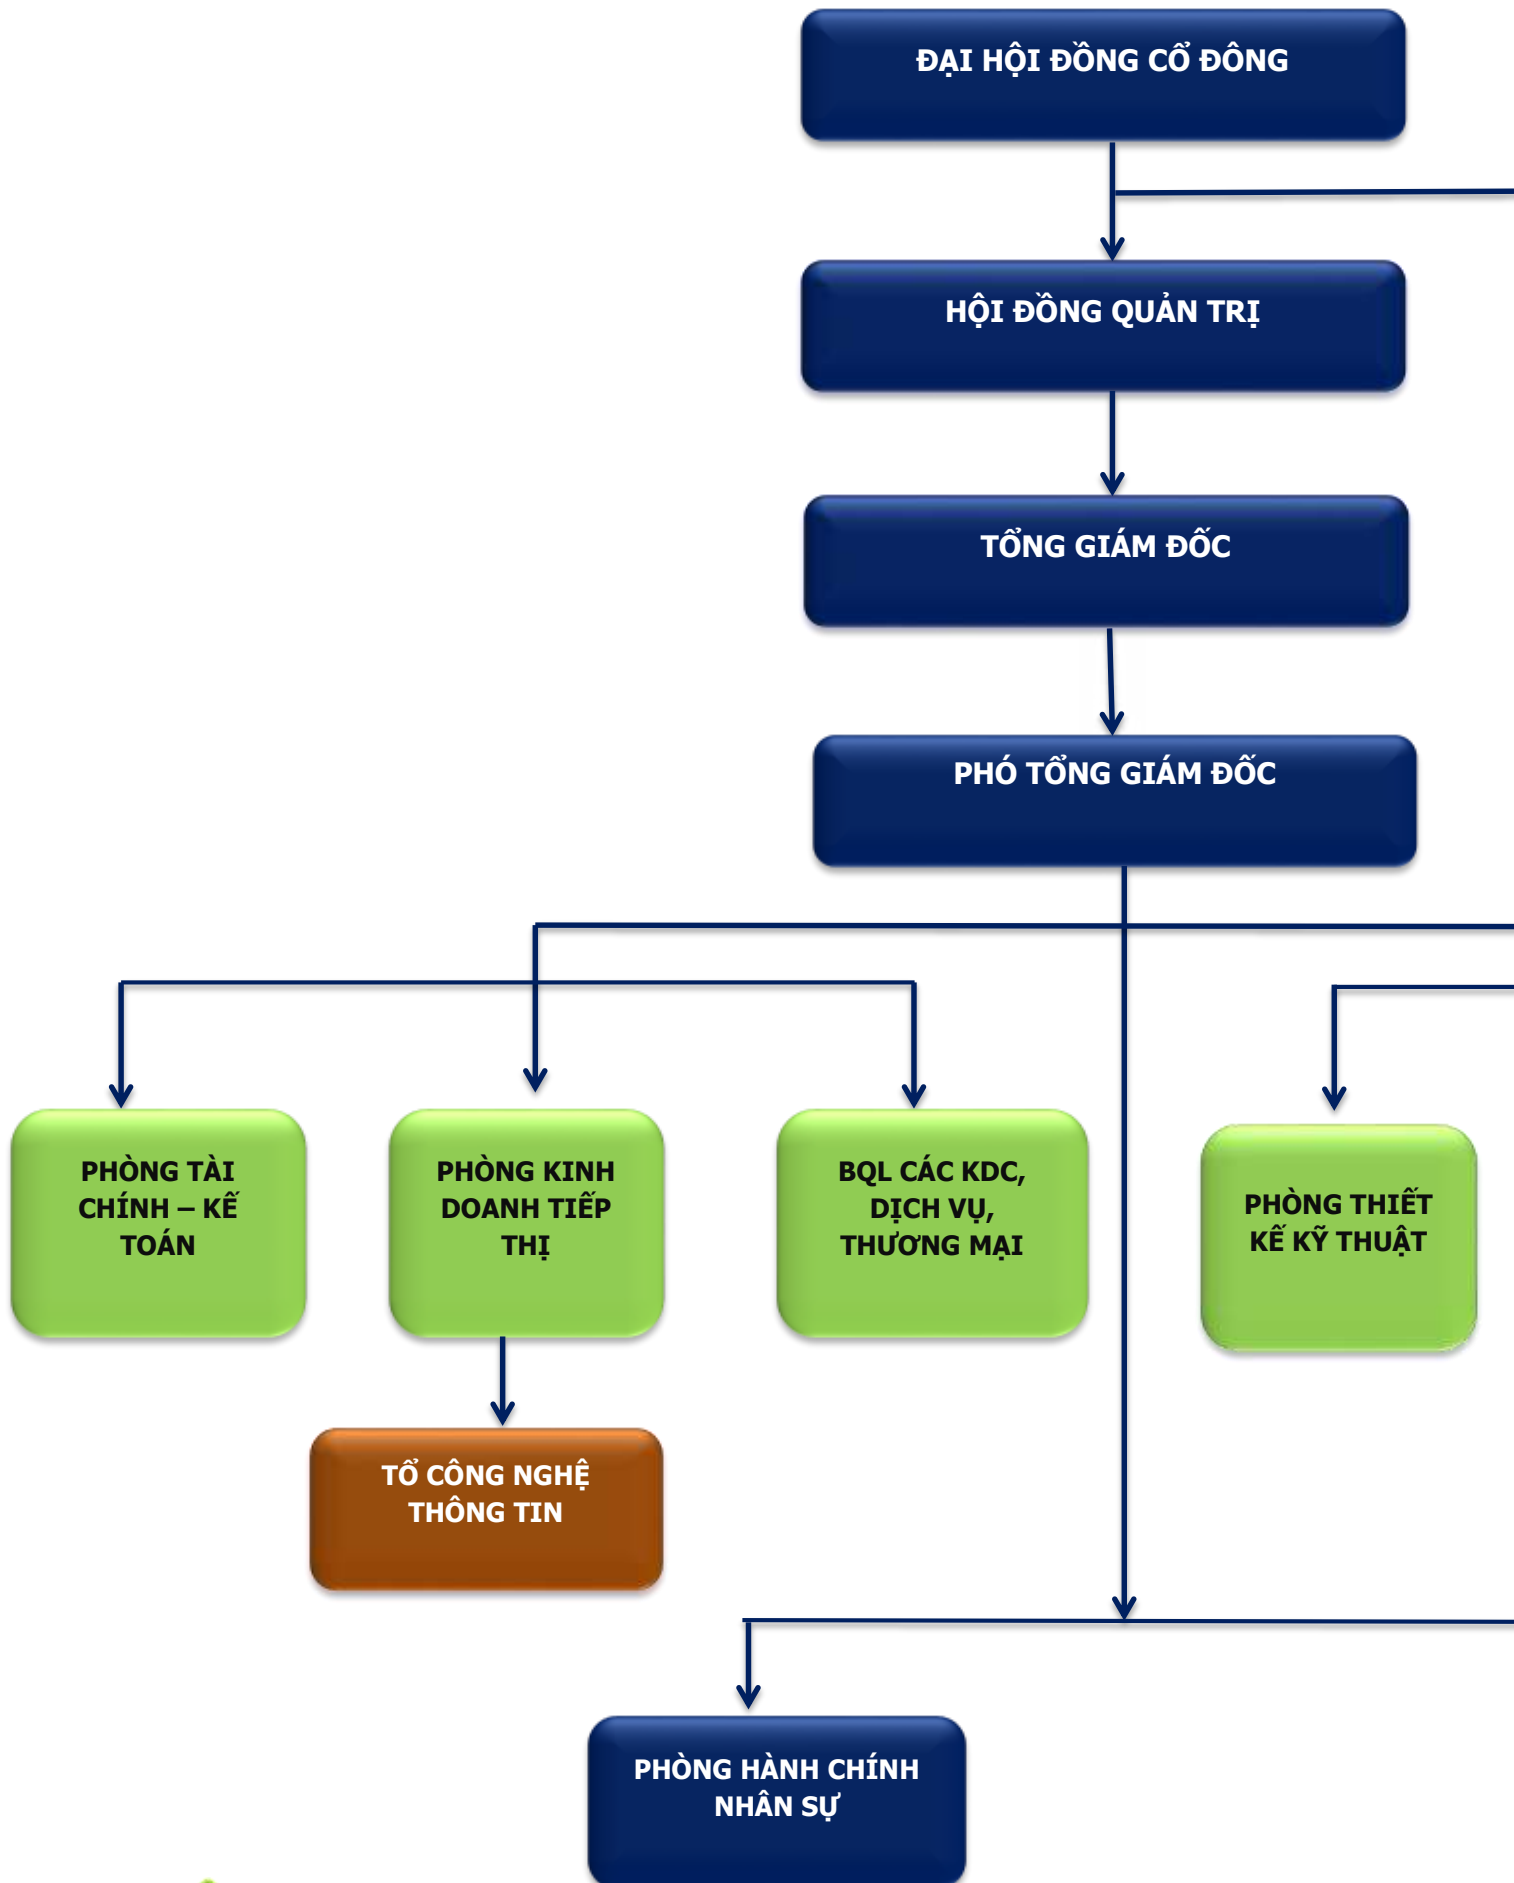 ĐẠI HỘI ĐỒNG CỔ ĐÔNG
HỘI ĐỒNG QUẢN TRỊ
TỔNG GIÁM ĐỐC
PHÓ TỔNG GIÁM ĐỐC
PHÒNG TÀI
CHÍNH – KẾ
TOÁN
PHÒNG KINH
DOANH TIẾP
THỊ
BQL CÁC KDC,
DỊCH VỤ,
THƯƠNG MẠI
PHÒNG THIẾT
KẾ KỸ THUẬT
TỔ CÔNG NGHỆ
THÔNG TIN
PHÒNG HÀNH CHÍNH
NHÂN SỰ